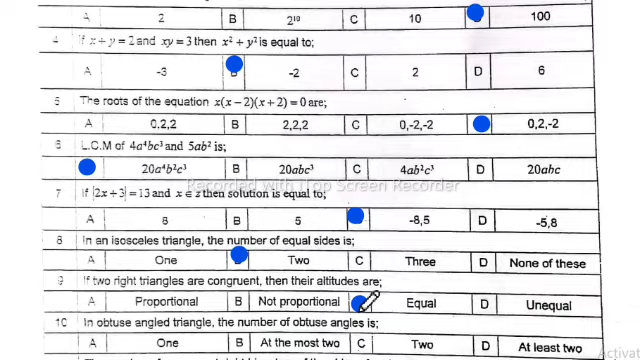 A 2 B 2¹⁰ C 10 100
4 If x + y = 2 and xy = 3 then x² + y² is equal to;
A -3 -2 C 2 D 6
5 The roots of the equation x(x − 2)(x + 2) = 0 are;
A 0,2,2 B 2,2,2 C 0,-2,-2 0,2,-2
6 L.C.M of 4a⁴bc³ and 5ab² is;
20a⁴b²c³ B 20abc³ C 4ab²c³ D 20abc
Recorded with iTop Screen Recorder
7 If |2x + 3| = 13 and x ∈ z then solution is equal to;
A 8 B 5 -8,5 D -5,8
8 In an isosceles triangle, the number of equal sides is;
A One Two C Three D None of these
9 If two right triangles are congruent, then their altitudes are;
A Proportional B Not proportional Equal D Unequal
10 In obtuse angled triangle, the number of obtuse angles is;
Activat
A One B At the most two C Two D At least two